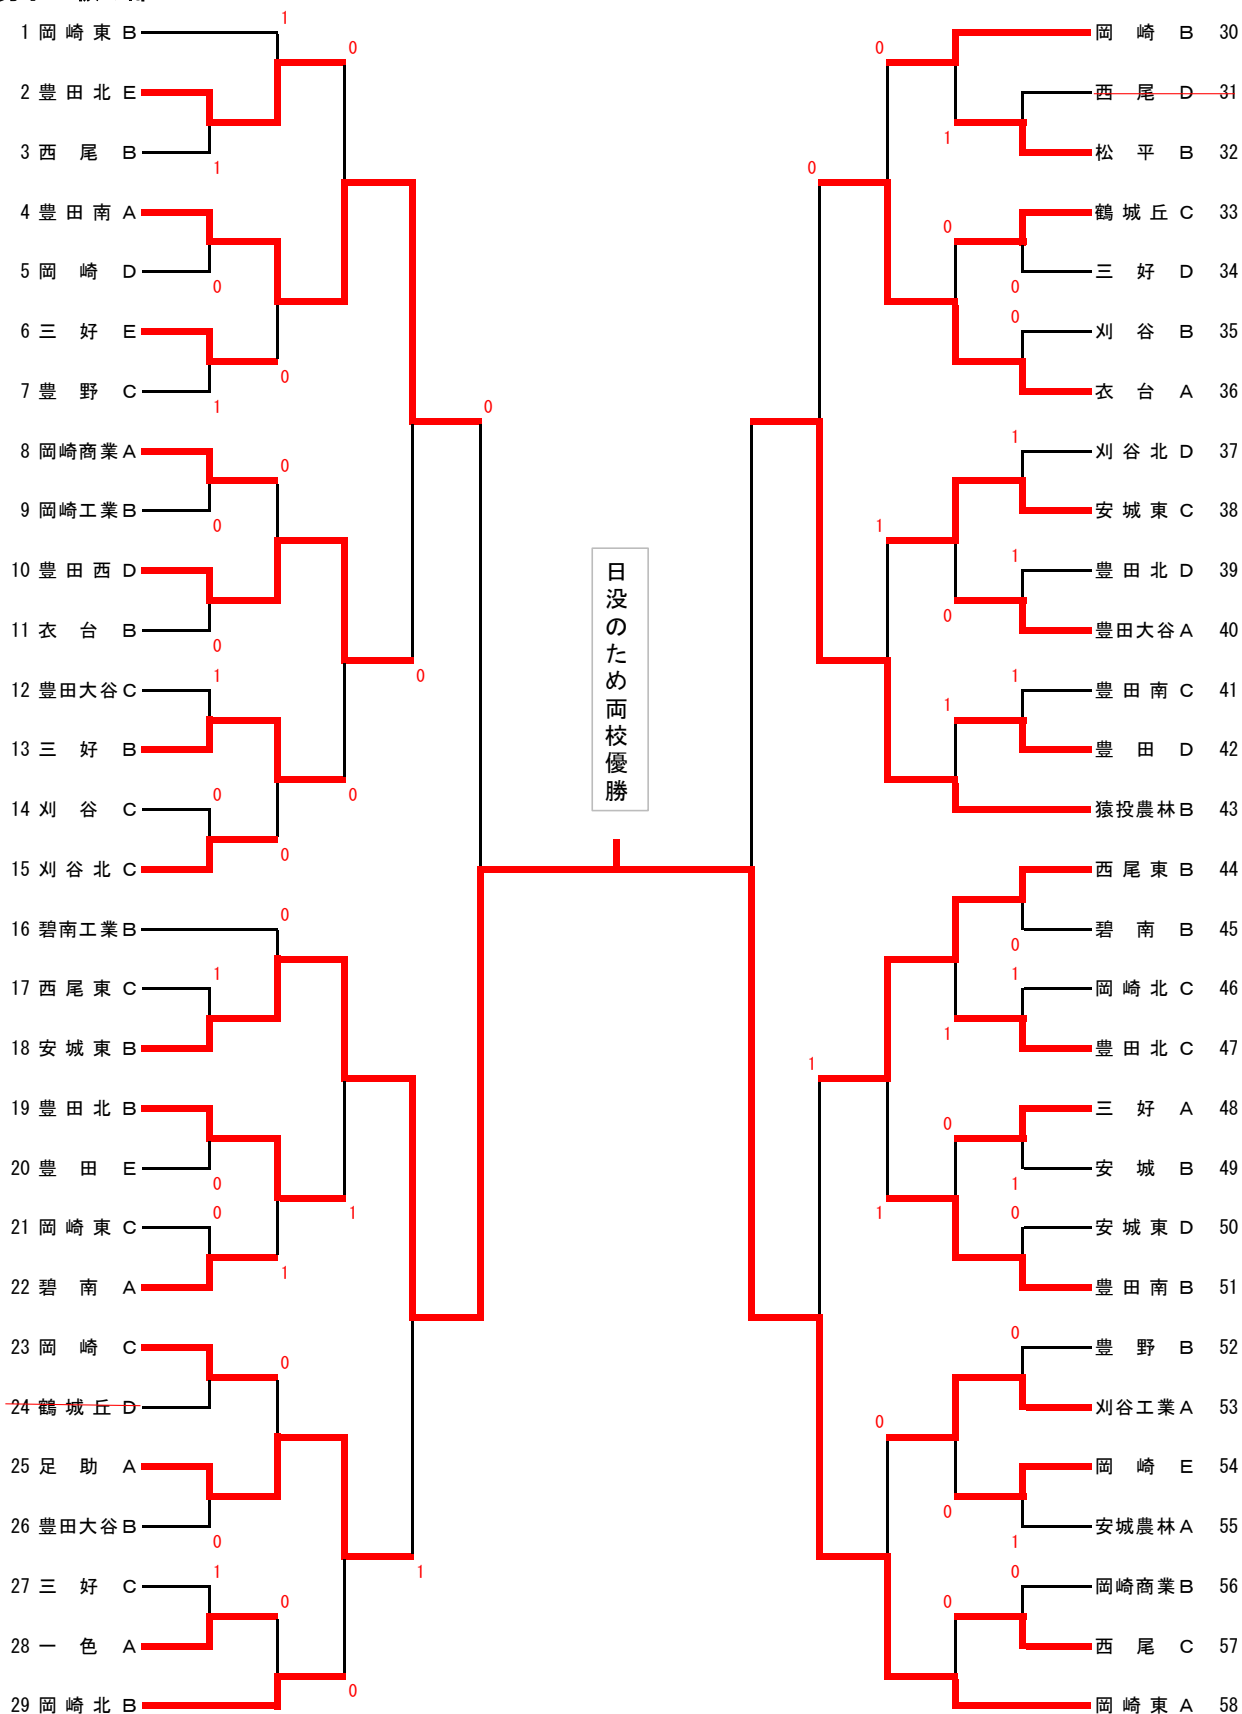 1 岡崎東 B
2 豊田北 E
3 西尾 B
4 豊田南 A
5 岡崎 D
6 三好 E
7 豊野 C
8 岡崎商業 A
9 岡崎工業 B
10 豊田西 D
11 衣台 B
12 豊田大谷 C
13 三好 B
14 刈谷 C
15 刈谷北 C
16 碧南工業 B
17 西尾東 C
18 安城東 B
19 豊田北 B
20 豊田 E
21 岡崎東 C
22 碧南 A
23 岡崎 C
24 鶴城丘 D
25 足助 A
26 豊田大谷 B
27 三好 C
28 一色 A
29 岡崎北 B
1
1
0
1
0
0
1
0
1
0
0
1
0
1
0
0
0
0
0
1
0
0
0
0
1
0
0
1
0
1
日没のため両校優勝
0
1
0
1
0
1
0
1
1
0
0
1
0
1
1
0
0
0
0
0
1
1
1
0
1
1
0
0
1
0
岡崎 B 30
西尾 D 31
松平 B 32
鶴城丘 C 33
三好 D 34
刈谷 B 35
衣台 A 36
刈谷北 D 37
安城東 C 38
豊田北 D 39
豊田大谷 A 40
豊田南 C 41
豊田 D 42
猿投農林 B 43
西尾東 B 44
碧南 B 45
岡崎北 C 46
豊田北 C 47
三好 A 48
安城 B 49
安城東 D 50
豊田南 B 51
豊野 B 52
刈谷工業 A 53
岡崎 E 54
安城農林 A 55
岡崎商業 B 56
西尾 C 57
岡崎東 A 58